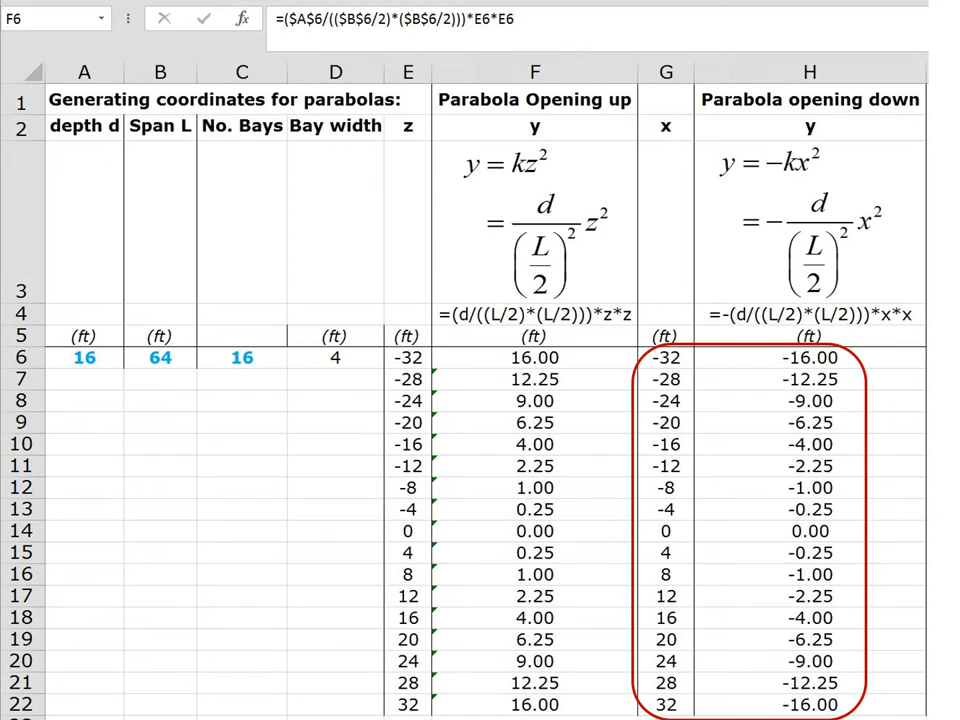 F6 fx =($A$6/(($B$6/2)*($B$6/2)))*E6*E6
A B C D E F G H
1 Generating coordinates for parabolas: Parabola Opening up Parabola opening down
2 depth d Span L No. Bays Bay width z y x y
y = kz² y = -kx²
= d/(L/2)² z² = - d/(L/2)² x²
3
4 =(d/((L/2)*(L/2)))*z*z =-(d/((L/2)*(L/2)))*x*x
5 (ft) (ft) (ft) (ft) (ft) (ft) (ft)
6 16 64 16 4 -32 16.00 -32 -16.00
7 -28 12.25 -28 -12.25
8 -24 9.00 -24 -9.00
9 -20 6.25 -20 -6.25
10 -16 4.00 -16 -4.00
11 -12 2.25 -12 -2.25
12 -8 1.00 -8 -1.00
13 -4 0.25 -4 -0.25
14 0 0.00 0 0.00
15 4 0.25 4 -0.25
16 8 1.00 8 -1.00
17 12 2.25 12 -2.25
18 16 4.00 16 -4.00
19 20 6.25 20 -6.25
20 24 9.00 24 -9.00
21 28 12.25 28 -12.25
22 32 16.00 32 -16.00